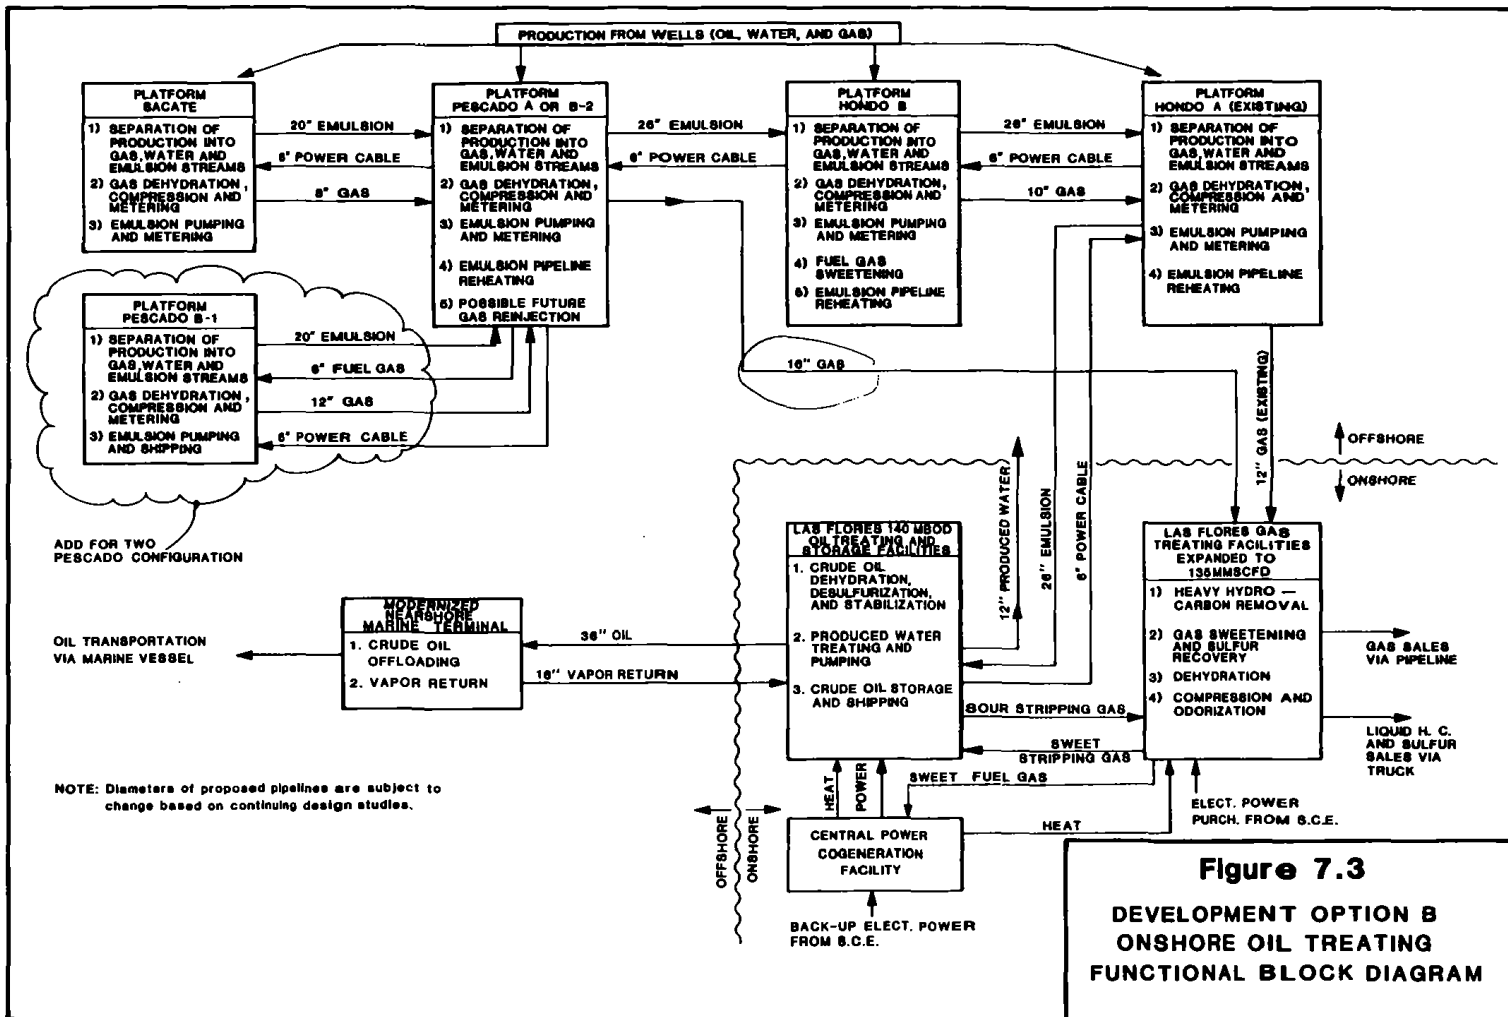 PRODUCTION FROM WELLS (OIL, WATER, AND GAS)
PLATFORM
SACATE
1) SEPARATION OF
PRODUCTION INTO
GAS, WATER AND
EMULSION STREAMS
2) GAS DEHYDRATION,
COMPRESSION AND
METERING
3) EMULSION PUMPING
AND METERING
20" EMULSION
6" POWER CABLE
8" GAS
PLATFORM
PESCADO A OR B-2
1) SEPARATION OF
PRODUCTION INTO
GAS, WATER AND
EMULSION STREAMS
2) GAS DEHYDRATION,
COMPRESSION AND
METERING
3) EMULSION PUMPING
AND METERING
4) EMULSION PIPELINE
REHEATING
5) POSSIBLE FUTURE
GAS REINJECTION
26" EMULSION
6" POWER CABLE
PLATFORM
HONDO B
1) SEPARATION OF
PRODUCTION INTO
GAS, WATER AND
EMULSION STREAMS
2) GAS DEHYDRATION,
COMPRESSION AND
METERING
3) EMULSION PUMPING
AND METERING
4) FUEL GAS
SWEETENING
5) EMULSION PIPELINE
REHEATING
26" EMULSION
6" POWER CABLE
10" GAS
PLATFORM
HONDO A (EXISTING)
1) SEPARATION OF
PRODUCTION INTO
GAS, WATER AND
EMULSION STREAMS
2) GAS DEHYDRATION,
COMPRESSION AND
METERING
3) EMULSION PUMPING
AND METERING
4) EMULSION PIPELINE
REHEATING
PLATFORM
PESCADO B-1
1) SEPARATION OF
PRODUCTION INTO
GAS, WATER AND
EMULSION STREAMS
2) GAS DEHYDRATION,
COMPRESSION AND
METERING
3) EMULSION PUMPING
AND SHIPPING
20" EMULSION
6" FUEL GAS
12" GAS
6" POWER CABLE
ADD FOR TWO
PESCADO CONFIGURATION
16" GAS
12" GAS (EXISTING)
OFFSHORE
ONSHORE
12" PRODUCED WATER
26" EMULSION
6" POWER CABLE
LAS FLORES 140 MBOD
OIL TREATING AND
STORAGE FACILITIES
1. CRUDE OIL
DEHYDRATION,
DESULFURIZATION,
AND STABILIZATION
2. PRODUCED WATER
TREATING AND
PUMPING
3. CRUDE OIL STORAGE
AND SHIPPING
LAS FLORES GAS
TREATING FACILITIES
EXPANDED TO
135MMSCFD
1) HEAVY HYDRO —
CARBON REMOVAL
2) GAS SWEETENING
AND SULFUR
RECOVERY
3) DEHYDRATION
4) COMPRESSION AND
ODORIZATION
GAS SALES
VIA PIPELINE
LIQUID H. C.
AND SULFUR
SALES VIA
TRUCK
OIL TRANSPORTATION
VIA MARINE VESSEL
MODERNIZED
NEARSHORE
MARINE TERMINAL
1. CRUDE OIL
OFFLOADING
2. VAPOR RETURN
36" OIL
16" VAPOR RETURN
SOUR STRIPPING GAS
SWEET
STRIPPING GAS
SWEET FUEL GAS
HEAT
POWER
HEAT
ELECT. POWER
PURCH. FROM S.C.E.
OFFSHORE
ONSHORE
CENTRAL POWER
COGENERATION
FACILITY
BACK-UP ELECT. POWER
FROM S.C.E.
NOTE: Diameters of proposed pipelines are subject to
change based on continuing design studies.
Figure 7.3
DEVELOPMENT OPTION B
ONSHORE OIL TREATING
FUNCTIONAL BLOCK DIAGRAM